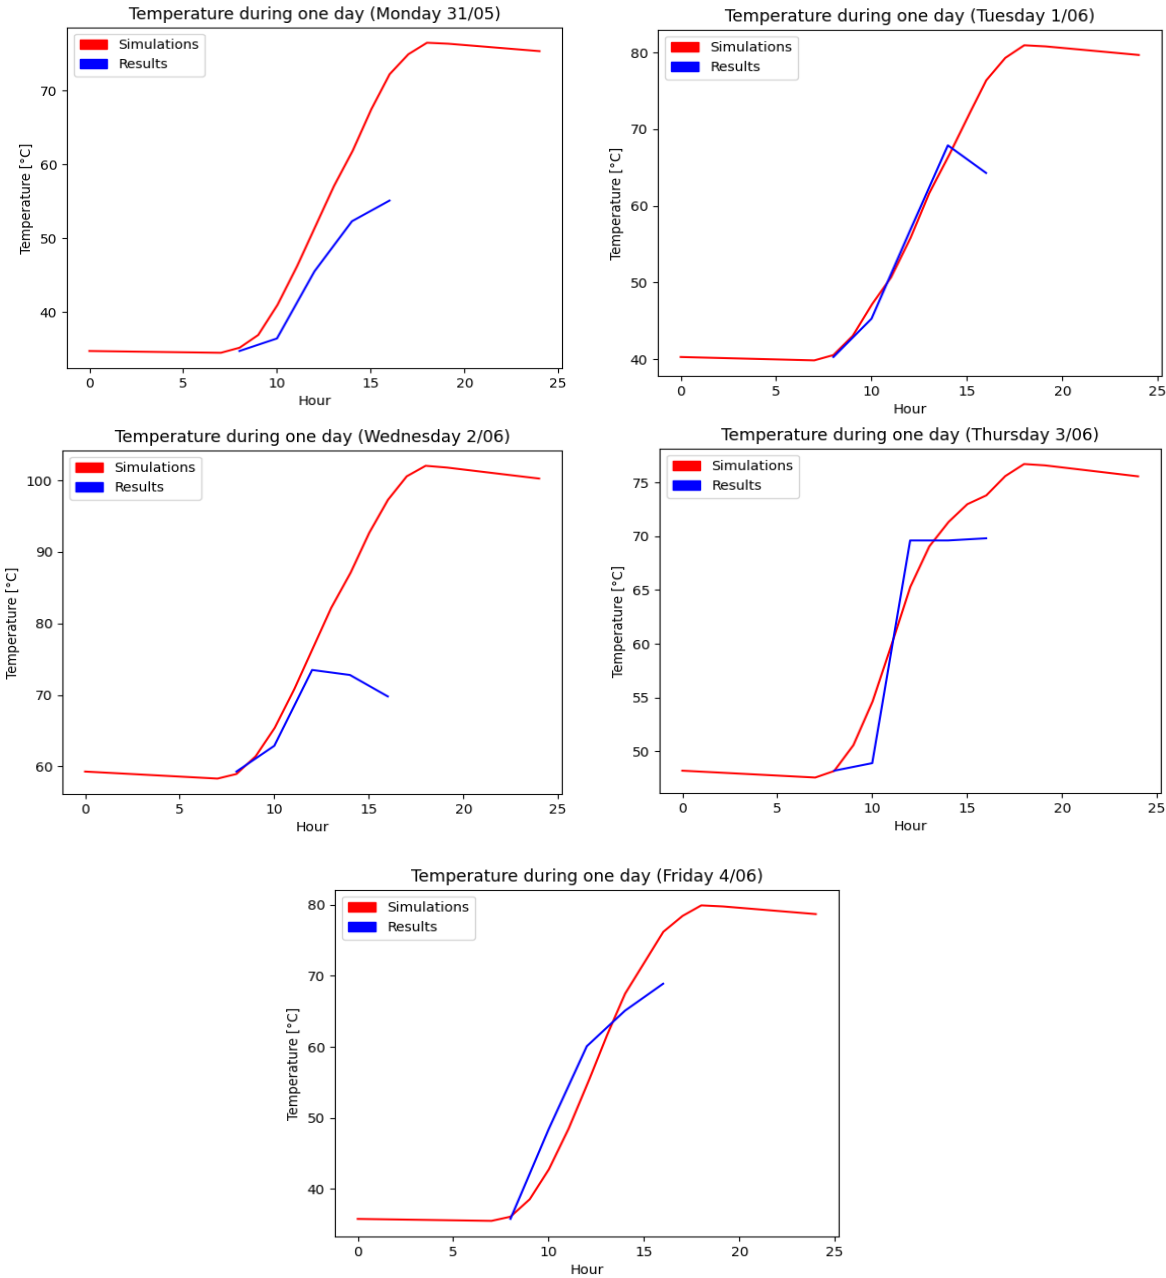 Temperature during one day (Monday 31/05)
Simulations
Results
70
60
50
40
Temperature [°C]
0 5 10 15 20 25
Hour
Temperature during one day (Tuesday 1/06)
Simulations
Results
80
70
60
50
40
Temperature [°C]
0 5 10 15 20 25
Hour
Temperature during one day (Wednesday 2/06)
Simulations
Results
100
90
80
70
60
Temperature [°C]
0 5 10 15 20 25
Hour
Temperature during one day (Thursday 3/06)
Simulations
Results
75
70
65
60
55
50
Temperature [°C]
0 5 10 15 20 25
Hour
Temperature during one day (Friday 4/06)
Simulations
Results
80
70
60
50
40
Temperature [°C]
0 5 10 15 20 25
Hour